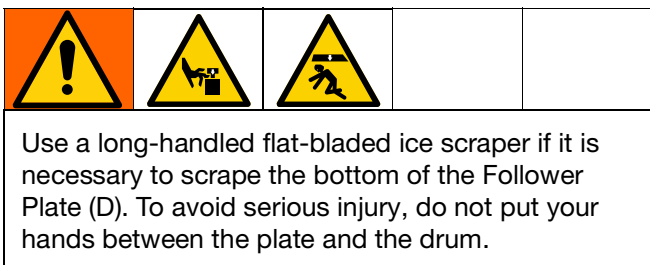 Use a long-handled flat-bladed ice scraper if it is
necessary to scrape the bottom of the Follower
Plate (D). To avoid serious injury, do not put your
hands between the plate and the drum.